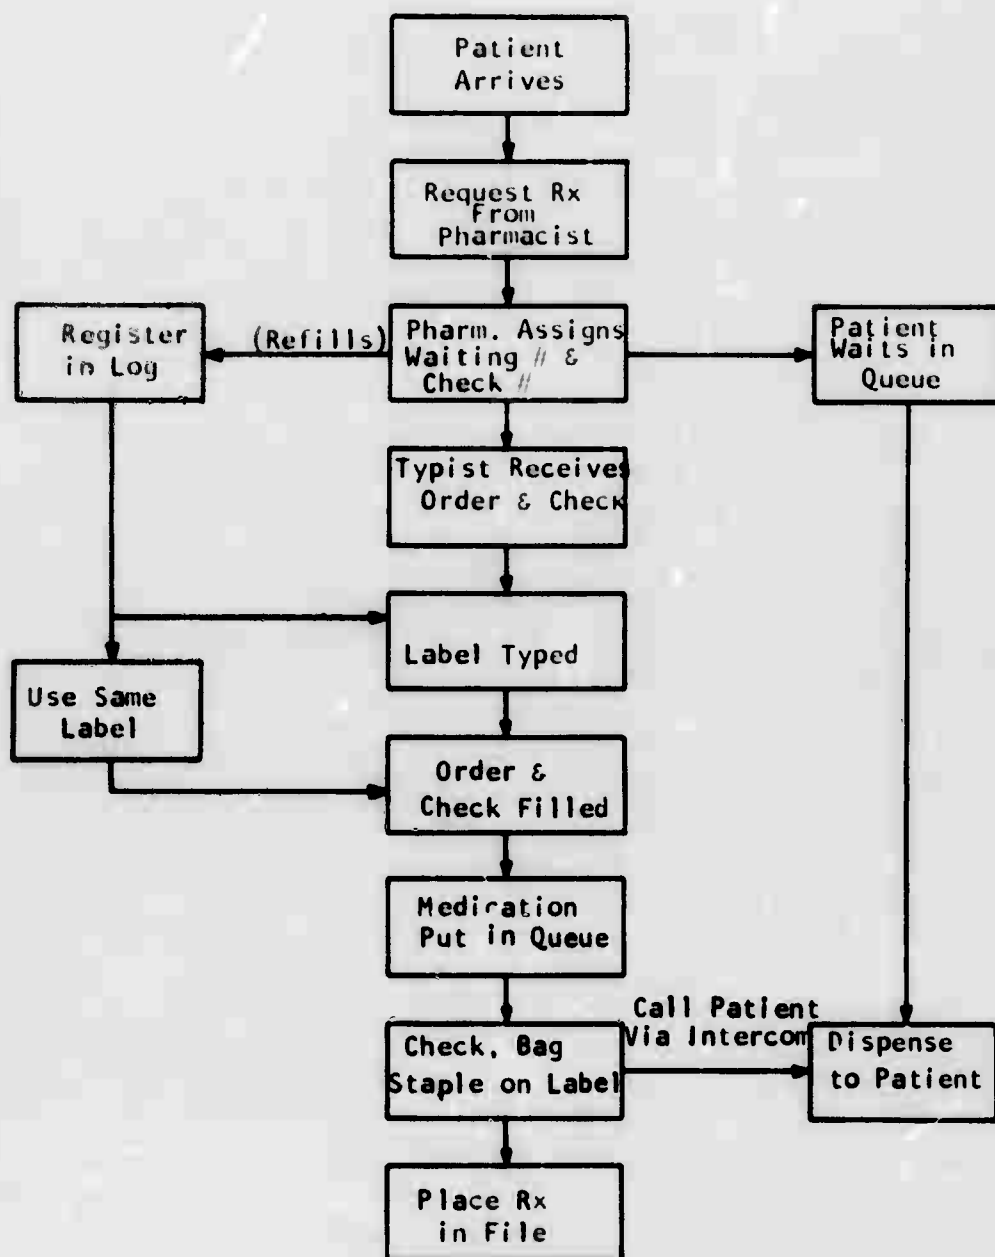 Patient
Arrives
Request Rx
From
Pharmacist
Register
in Log
(Refills)
Pharm. Assigns
Waiting # &
Check #
Patient
Waits in
Queue
Typist Receives
Order & Check
Label Typed
Use Same
Label
Order &
Check Filled
Medication
Put in Queue
Call Patient
Via Intercom
Check, Bag
Staple on Label
Dispense
to Patient
Place Rx
in File